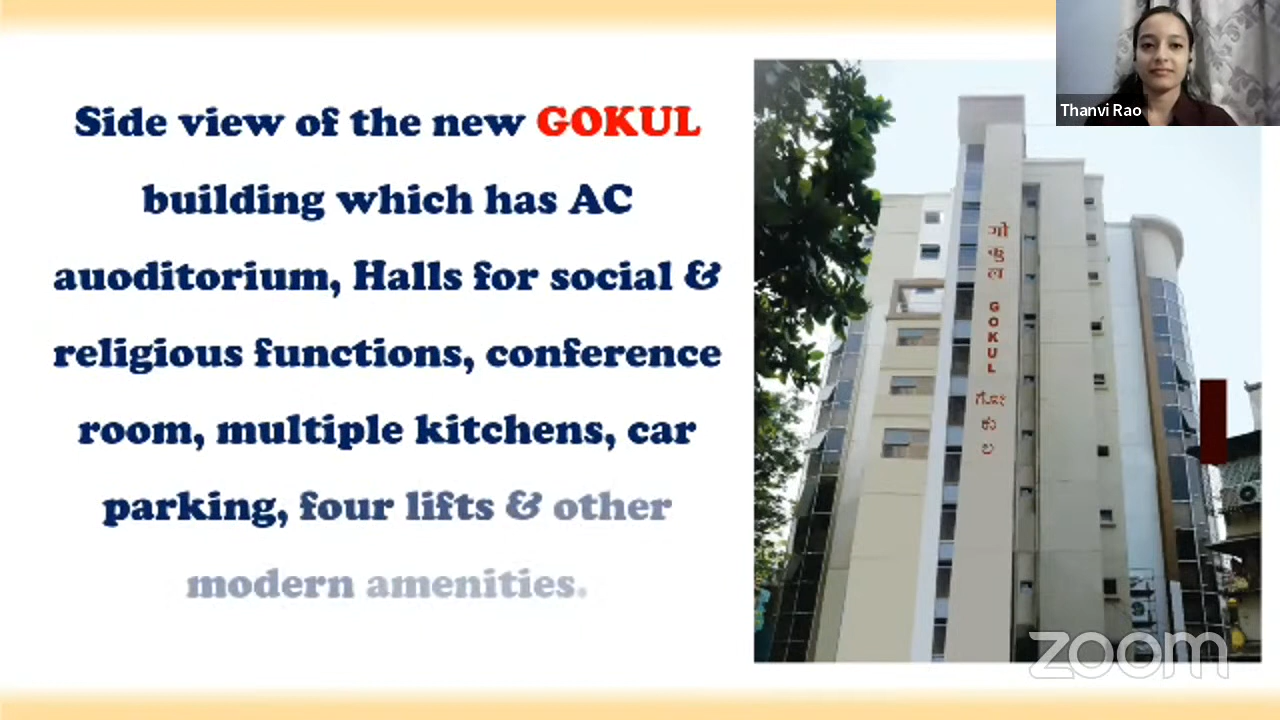 Side view of the new GOKUL
building which has AC
auoditorium, Halls for social &
religious functions, conference
room, multiple kitchens, car
parking, four lifts & other
modern amenities.
Thanvi Rao
गोकुल
GOKUL
ಗೋಕುಲ
zoom